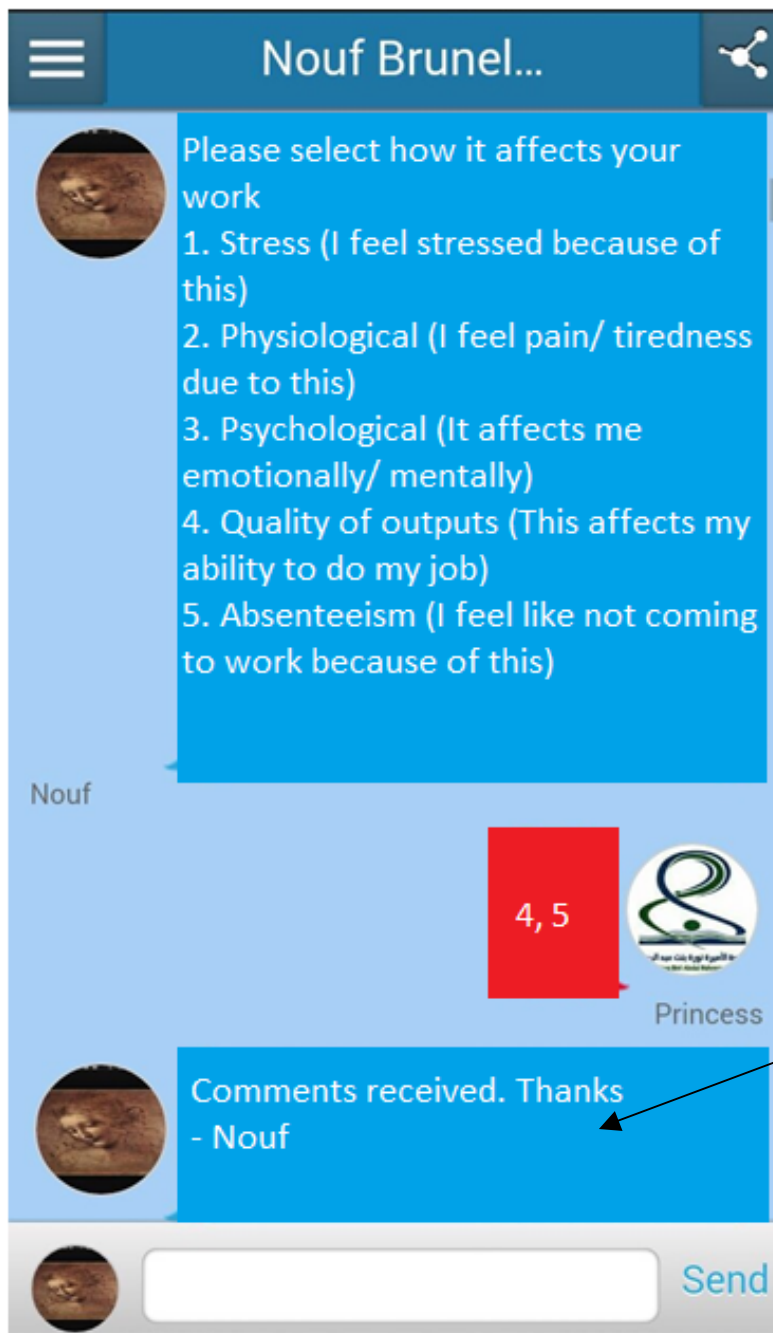 Nouf Brunel...
Please select how it affects your
work
1. Stress (I feel stressed because of
this)
2. Physiological (I feel pain/ tiredness
due to this)
3. Psychological (It affects me
emotionally/ mentally)
4. Quality of outputs (This affects my
ability to do my job)
5. Absenteeism (I feel like not coming
to work because of this)
Nouf
4, 5
Princess
Comments received. Thanks
- Nouf
Send